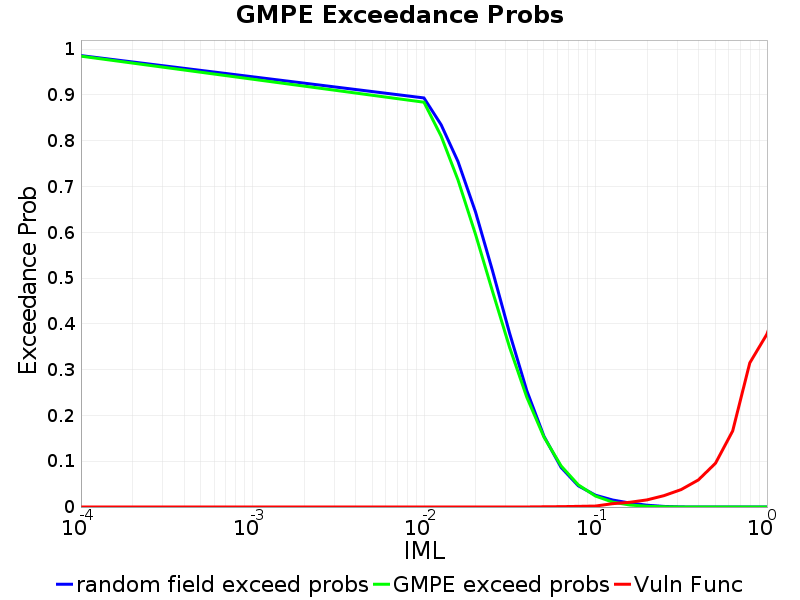 GMPE Exceedance Probs
Exceedance Prob
1
0.9
0.8
0.7
0.6
0.5
0.4
0.3
0.2
0.1
0
10^-4 10^-3 10^-2 10^-1 10^0
IML
random field exceed probs GMPE exceed probs Vuln Func